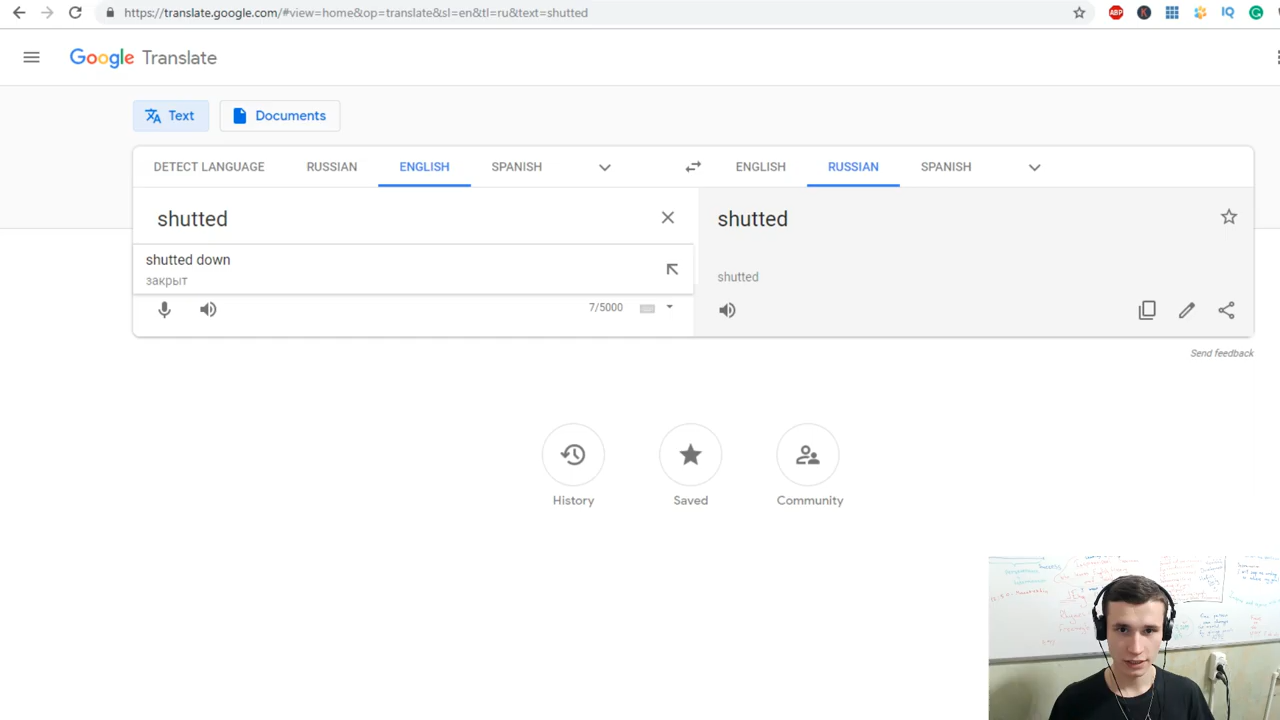 https://translate.google.com/#view=home&op=translate&sl=en&tl=ru&text=shutted
ABP
K
IQ
G
Google Translate
Text
Documents
DETECT LANGUAGE
RUSSIAN
ENGLISH
SPANISH
ENGLISH
RUSSIAN
SPANISH
shutted
shutted
shutted down
закрыт
shutted
7/5000
Send feedback
History
Saved
Community